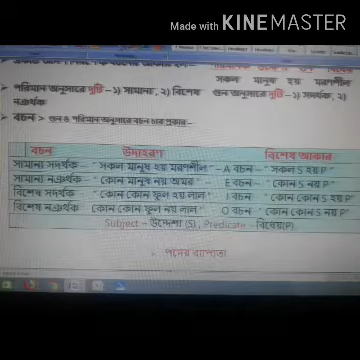 Made with KINEMASTER
সকল মানুষ হয় মরণশীল
➤ পরিমান অনুসারে দুটি -১) সামান্য, ২) বিশেষ গুন অনুসারে দুটি -১) সদর্থক, ২) নঞর্থক
➤ বচন > গুন ও পরিমান অনুসারে বচন চার প্রকার -
বচন উদাহরণ বিশেষ আকার
সামান্য সদর্থক – "সকল মানুষ হয় মরণশীল" – A বচন – "সকল S হয় P"
সামান্য নঞর্থক – "কোন মানুষ নয় অমর" – E বচন – "কোন S নয় P"
বিশেষ সদর্থক – "কোন কোন ফুল হয় লাল" – I বচন – "কোন কোন S হয় P"
বিশেষ নঞর্থক "কোন কোন ফুল নয় লাল" O বচন – "কোন কোন S নয় P"
Subject – উদ্দেশ্য (S), Predicate – বিধেয়(P)
➤ পদের ব্যাপ্যতা